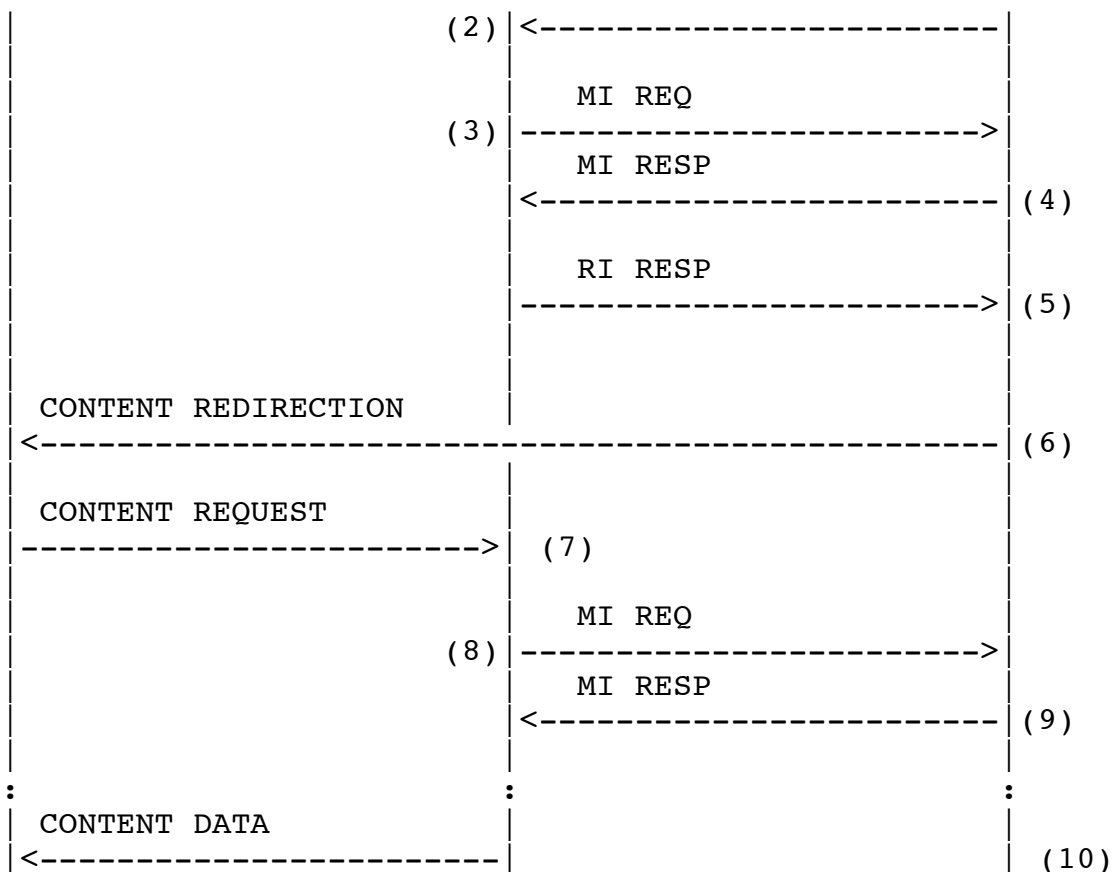 (2)
MI REQ
(3)
MI RESP
(4)
RI RESP
(5)
CONTENT REDIRECTION
(6)
CONTENT REQUEST
(7)
MI REQ
(8)
MI RESP
(9)
: : :
CONTENT DATA
(10)